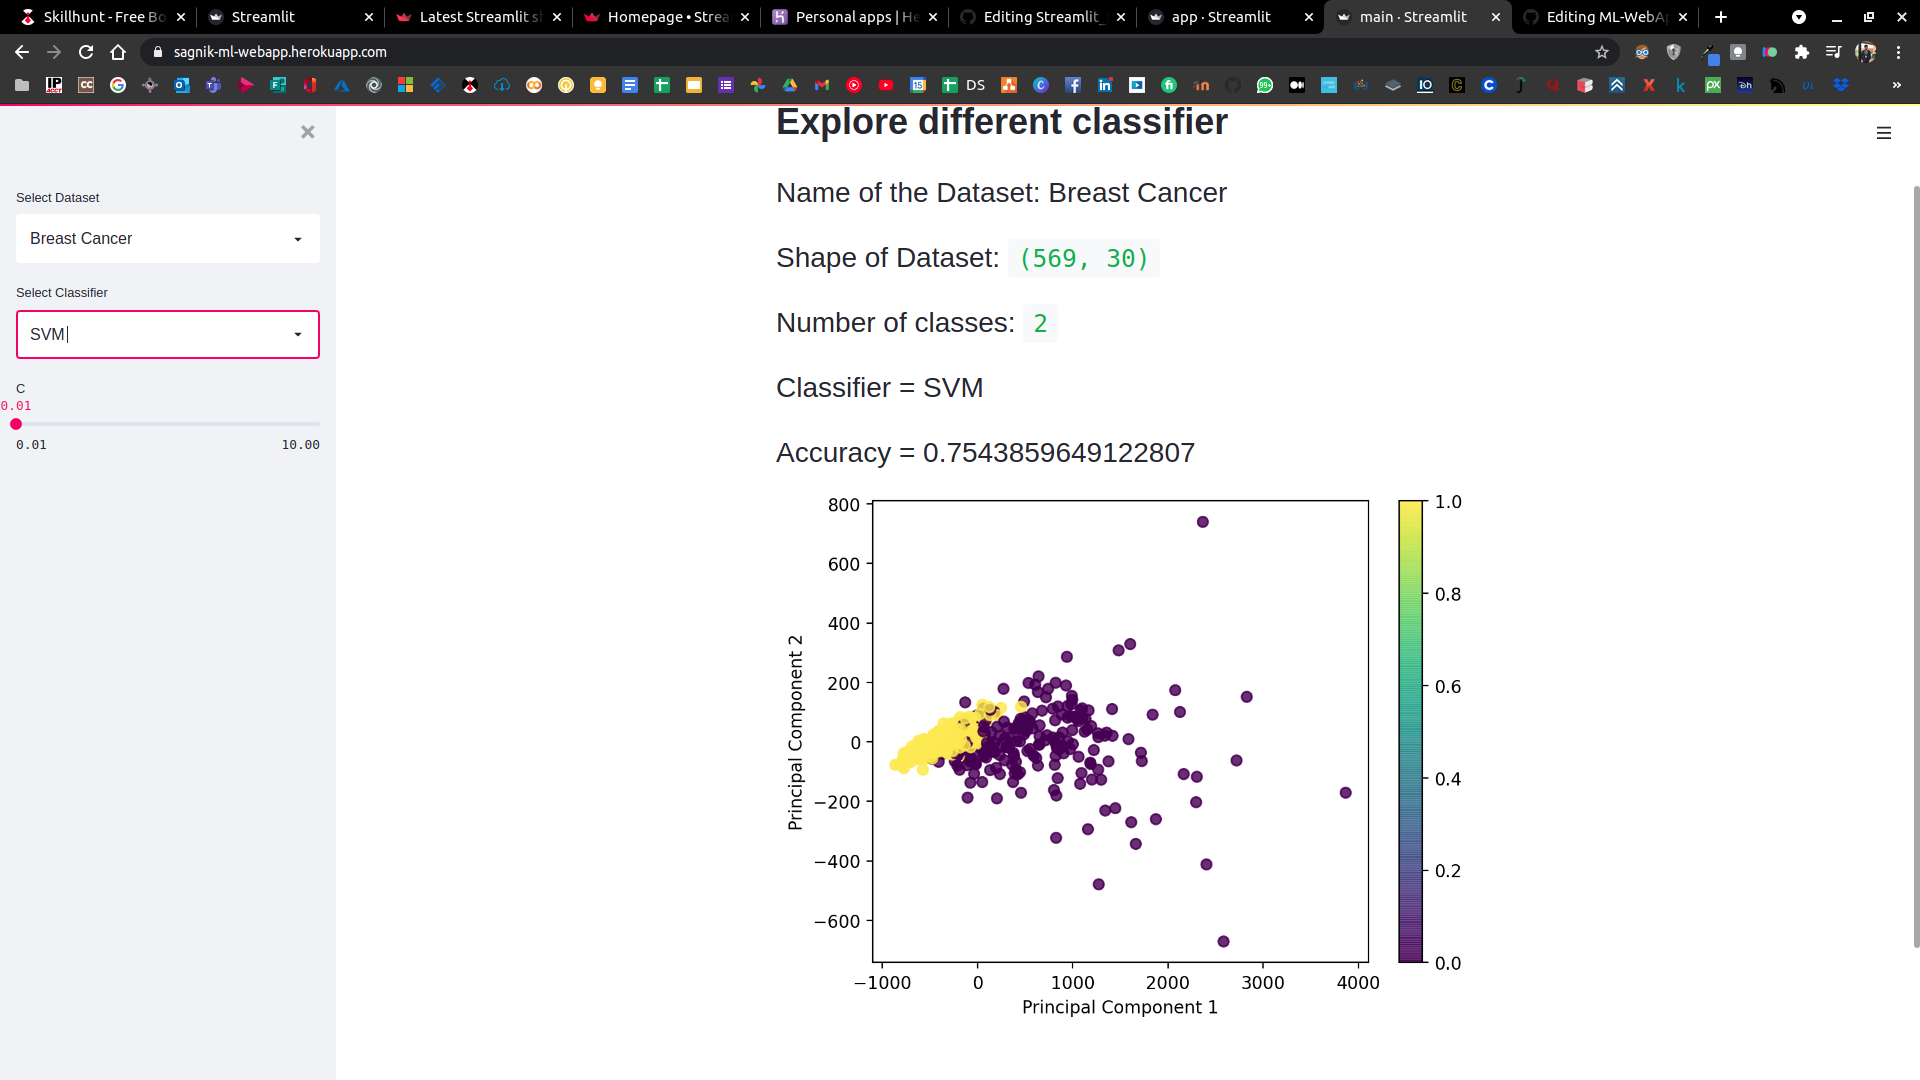 Skillhunt - Free Bo
Streamlit
Latest Streamlit s
Homepage • Strea
Personal apps | He
Editing Streamlit_
app · Streamlit
main · Streamlit
Editing ML-WebAp
sagnik-ml-webapp.herokuapp.com
DS
Explore different classifier
Select Dataset
Breast Cancer
Select Classifier
SVM
C
0.01
0.01
10.00
Name of the Dataset: Breast Cancer
Shape of Dataset: (569, 30)
Number of classes: 2
Classifier = SVM
Accuracy = 0.7543859649122807
800
600
400
200
0
−200
−400
−600
Principal Component 2
−1000
0
1000
2000
3000
4000
Principal Component 1
1.0
0.8
0.6
0.4
0.2
0.0